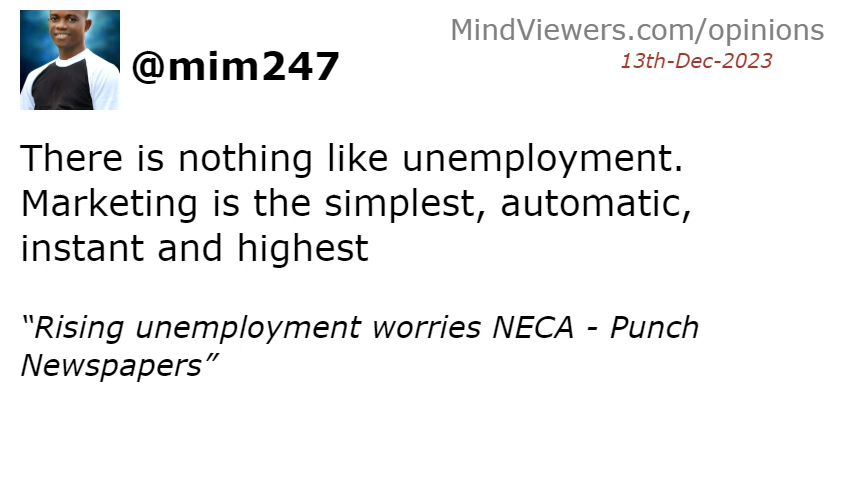 MindViewers.com/opinions
13th-Dec-2023
@mim247
There is nothing like unemployment.
Marketing is the simplest, automatic,
instant and highest
“Rising unemployment worries NECA - Punch
Newspapers”